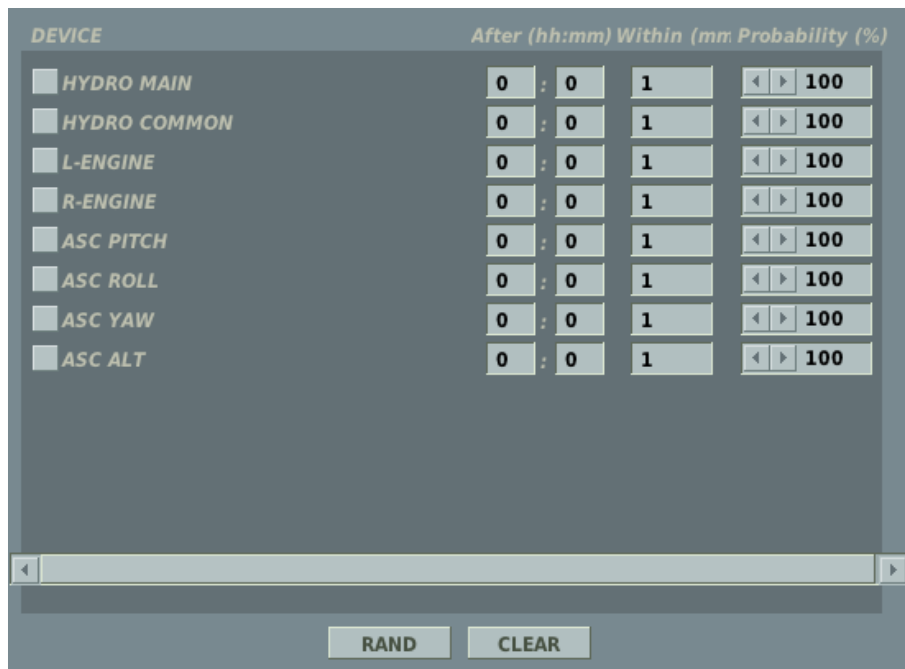 DEVICE After (hh:mm) Within (mm Probability (%)
HYDRO MAIN 0 : 0 1 100
HYDRO COMMON 0 : 0 1 100
L-ENGINE 0 : 0 1 100
R-ENGINE 0 : 0 1 100
ASC PITCH 0 : 0 1 100
ASC ROLL 0 : 0 1 100
ASC YAW 0 : 0 1 100
ASC ALT 0 : 0 1 100
RAND CLEAR